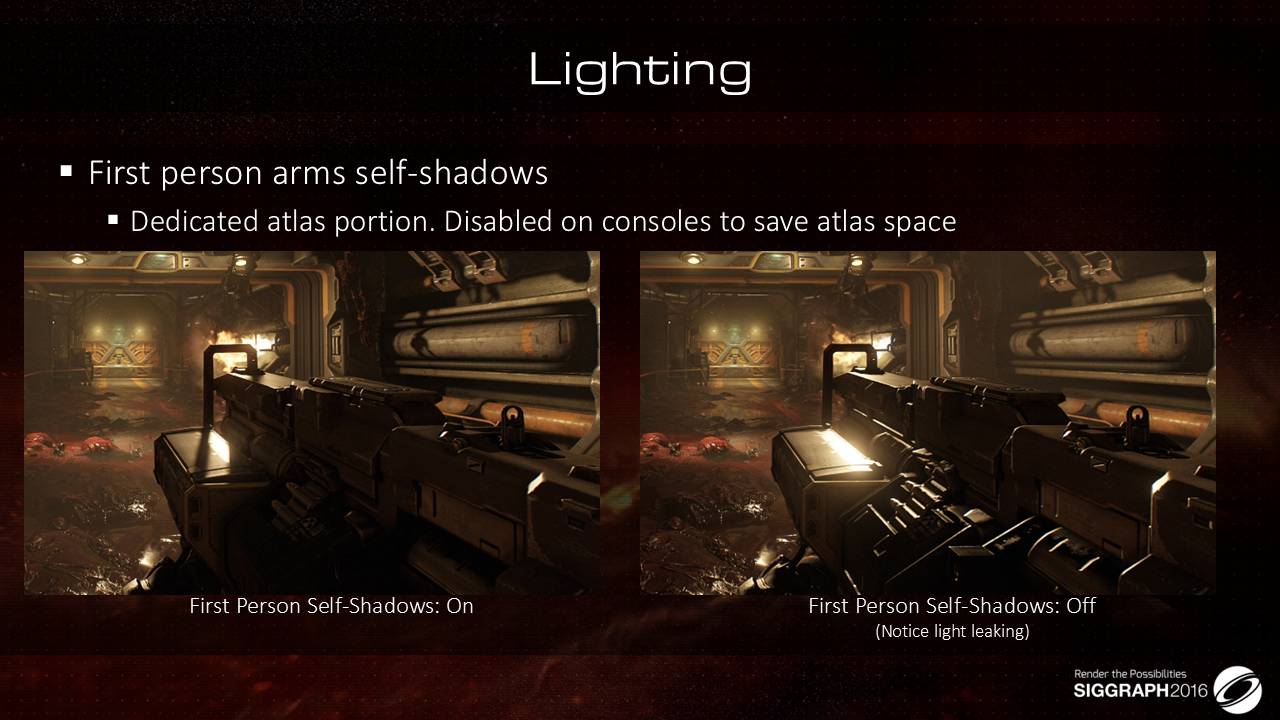 Lighting
▪ First person arms self-shadows
▪ Dedicated atlas portion. Disabled on consoles to save atlas space
First Person Self-Shadows: On
First Person Self-Shadows: Off
(Notice light leaking)
Render the Possibilities
SIGGRAPH2016